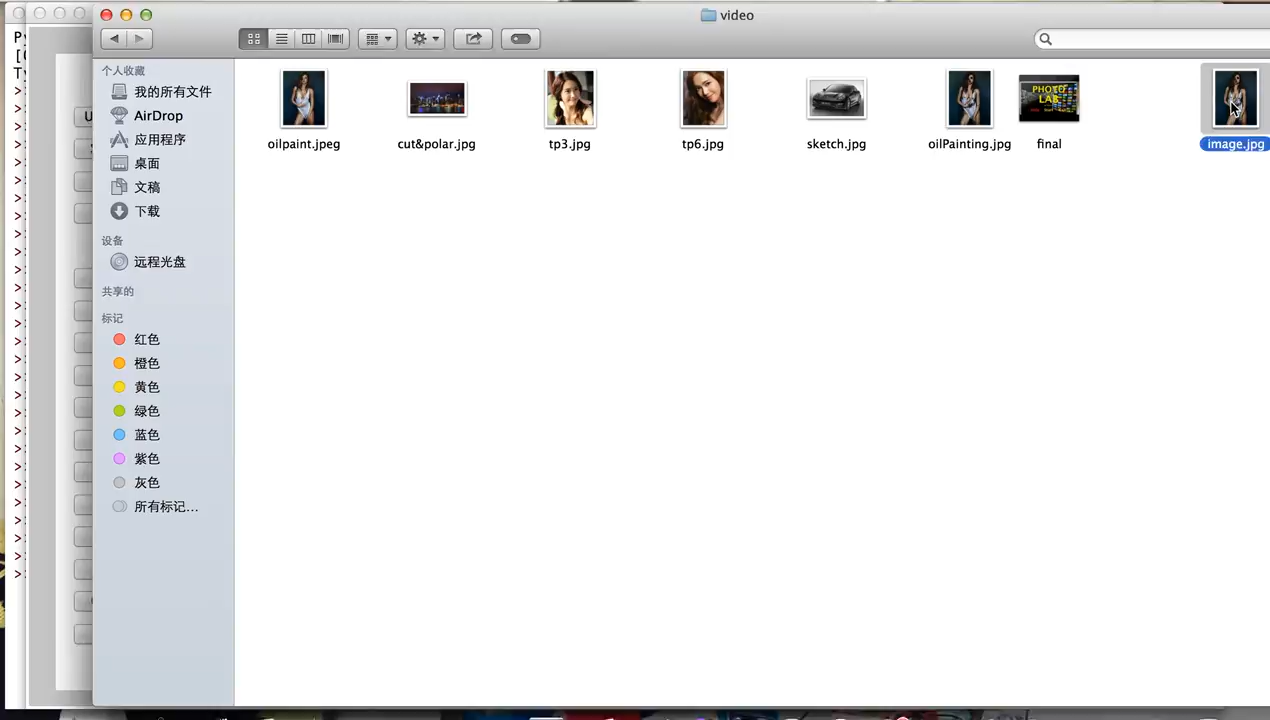 video
个人收藏
我的所有文件
AirDrop
应用程序
桌面
文稿
下载
设备
远程光盘
共享的
标记
红色
橙色
黄色
绿色
蓝色
紫色
灰色
所有标记...
PHOTO
LAB
oilpaint.jpeg
cut&polar.jpg
tp3.jpg
tp6.jpg
sketch.jpg
oilPainting.jpg
final
image.jpg